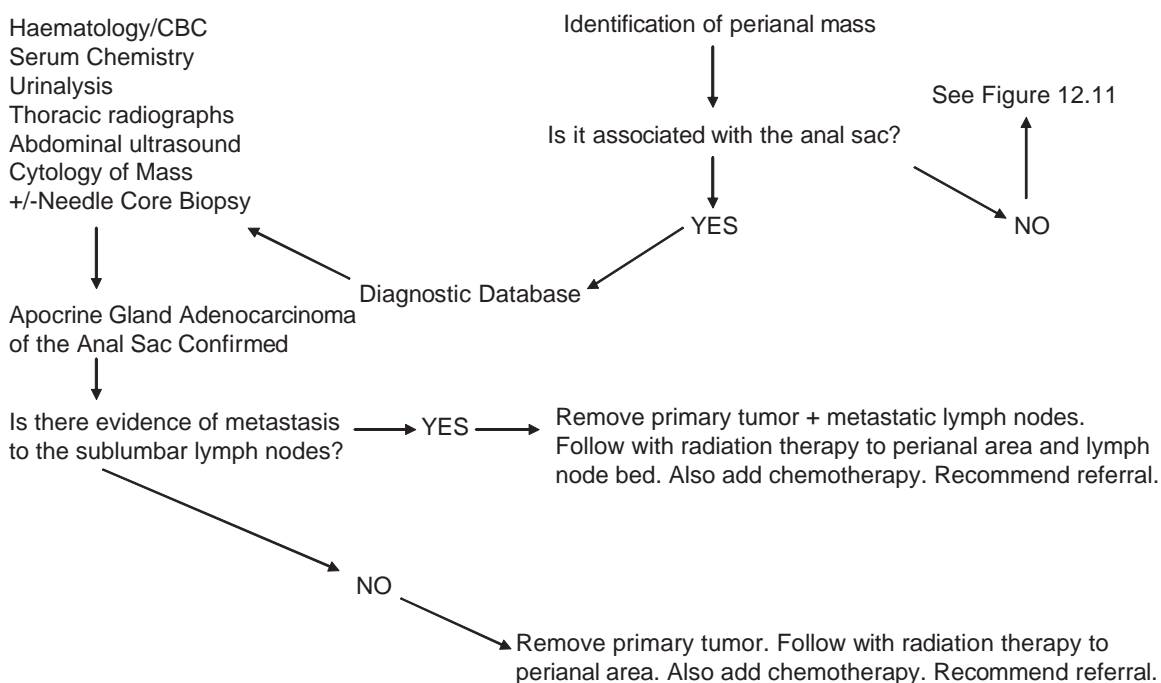 Identification of perianal mass
Is it associated with the anal sac?
See Figure 12.11
NO
YES
Diagnostic Database
Haematology/CBC
Serum Chemistry
Urinalysis
Thoracic radiographs
Abdominal ultrasound
Cytology of Mass
+/-Needle Core Biopsy
Apocrine Gland Adenocarcinoma
of the Anal Sac Confirmed
Is there evidence of metastasis
to the sublumbar lymph nodes?
YES
Remove primary tumor + metastatic lymph nodes.
Follow with radiation therapy to perianal area and lymph
node bed. Also add chemotherapy. Recommend referral.
NO
Remove primary tumor. Follow with radiation therapy to
perianal area. Also add chemotherapy. Recommend referral.